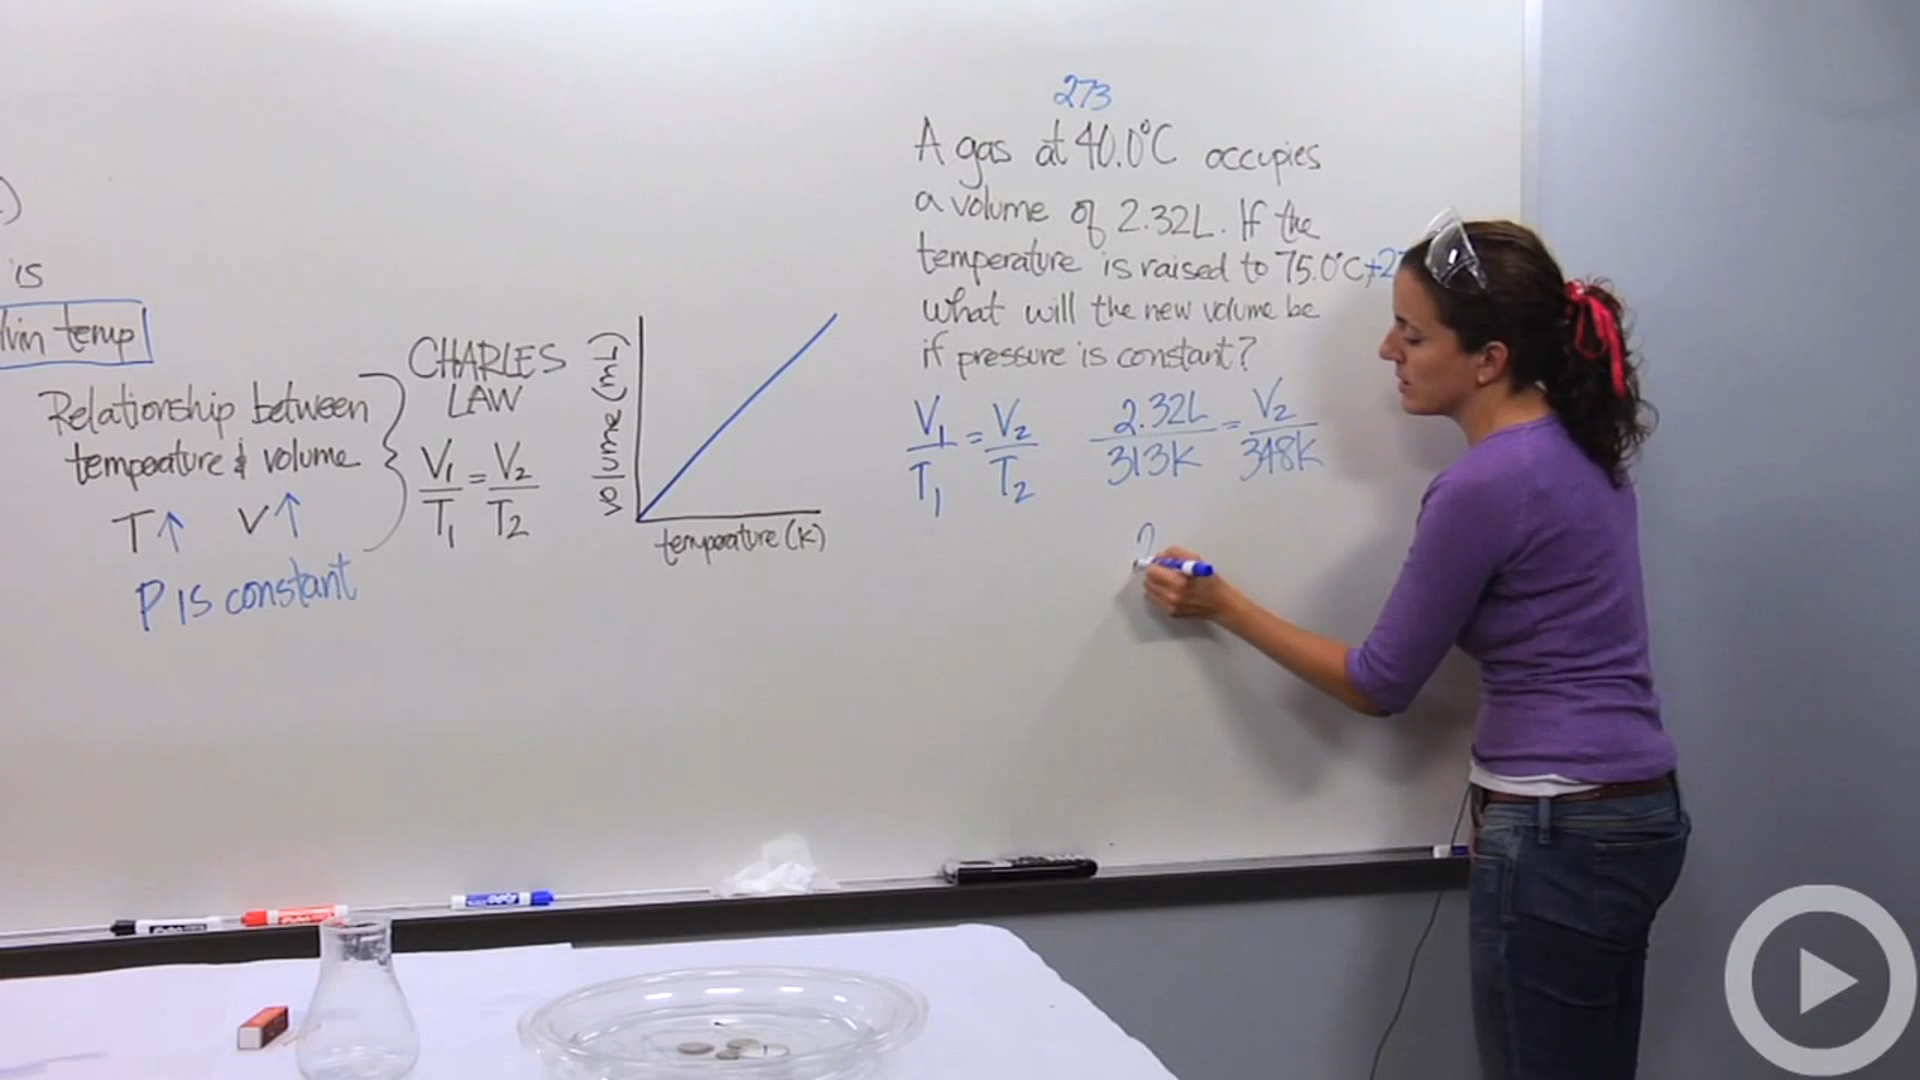 )
is
lvin temp
Relationship between
temperature & volume
T↑ V↑
P is constant
CHARLES
LAW
V₁/T₁ = V₂/T₂
volume (mL)
temperature (K)
273
A gas at 40.0°C occupies
a volume of 2.32L. If the
temperature is raised to 75.0°C, +27
what will the new volume be
if pressure is constant?
V₁/T₁ = V₂/T₂
2.32L/313K = V₂/348K
2